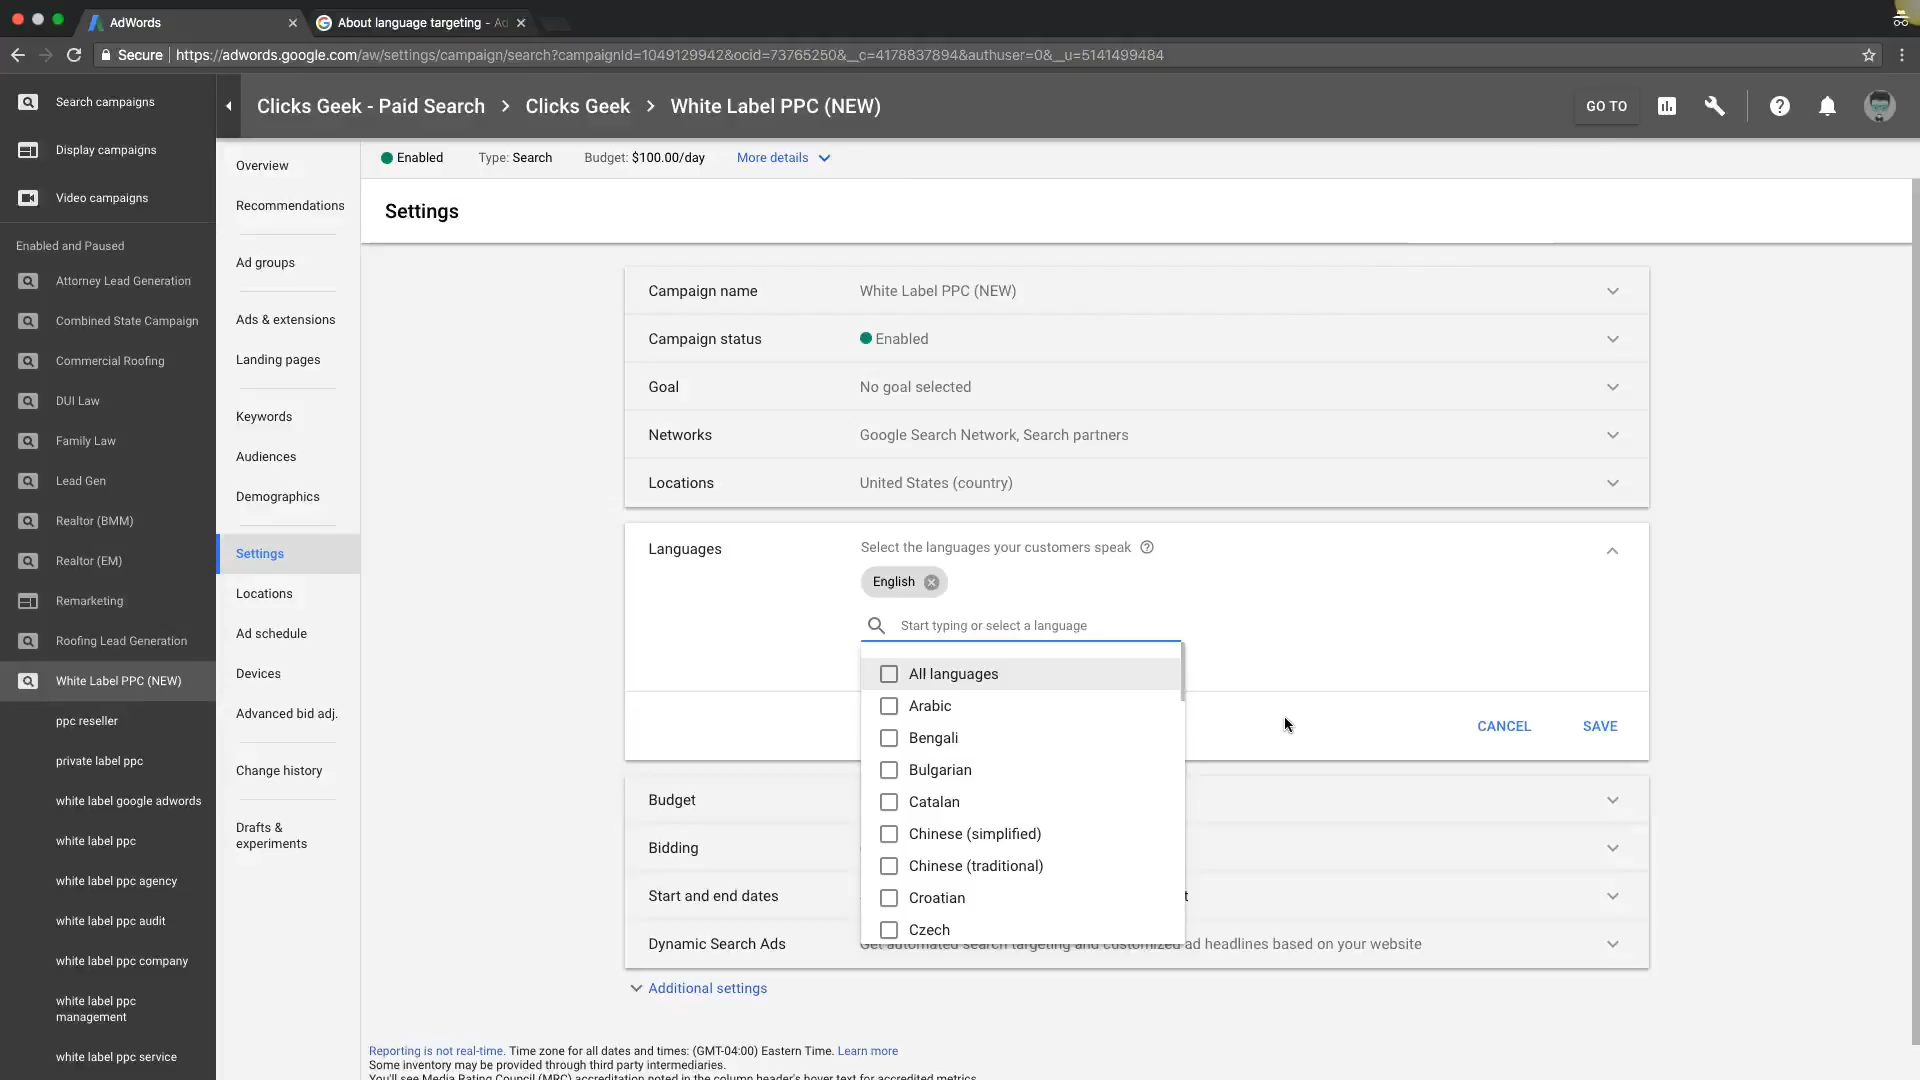 AdWords
About language targeting - Ad
Secure
https://adwords.google.com/aw/settings/campaign/search?campaignId=1049129942&ocid=73765250&__c=4178837894&authuser=0&__u=5141499484
Search campaigns
Display campaigns
Video campaigns
Enabled and Paused
Attorney Lead Generation
Combined State Campaign
Commercial Roofing
DUI Law
Family Law
Lead Gen
Realtor (BMM)
Realtor (EM)
Remarketing
Roofing Lead Generation
White Label PPC (NEW)
ppc reseller
private label ppc
white label google adwords
white label ppc
white label ppc agency
white label ppc audit
white label ppc company
white label ppc
management
white label ppc service
Clicks Geek - Paid Search > Clicks Geek > White Label PPC (NEW)
GO TO
Overview
Recommendations
Ad groups
Ads & extensions
Landing pages
Keywords
Audiences
Demographics
Settings
Locations
Ad schedule
Devices
Advanced bid adj.
Change history
Drafts &
experiments
Enabled Type: Search Budget: $100.00/day More details
Settings
Campaign name White Label PPC (NEW)
Campaign status Enabled
Goal No goal selected
Networks Google Search Network, Search partners
Locations United States (country)
Languages Select the languages your customers speak
English
Start typing or select a language
All languages
Arabic
Bengali
Bulgarian
Catalan
Chinese (simplified)
Chinese (traditional)
Croatian
Czech
CANCEL SAVE
Budget
Bidding
Start and end dates t
Dynamic Search Ads Get automated search targeting and customized ad headlines based on your website
Additional settings
Reporting is not real-time. Time zone for all dates and times: (GMT-04:00) Eastern Time. Learn more
Some inventory may be provided through third party intermediaries.
You'll see Media Rating Council (MRC) accreditation noted in the column header's hover text for accredited metrics.